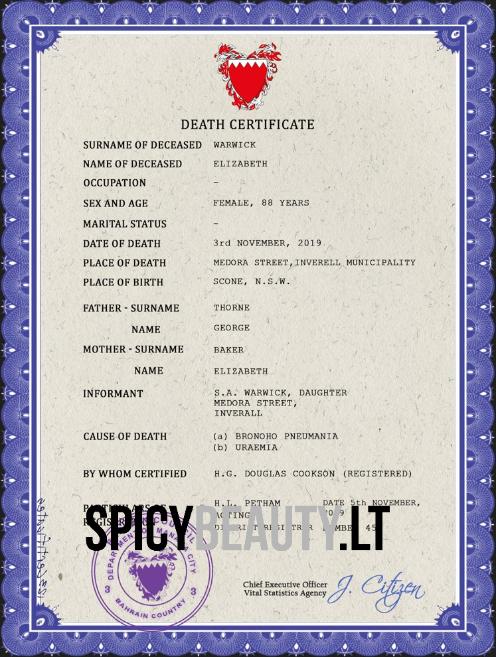 DEATH CERTIFICATE
SURNAME OF DECEASED WARWICK
NAME OF DECEASED ELIZABETH
OCCUPATION –
SEX AND AGE FEMALE, 88 YEARS
MARITAL STATUS –
DATE OF DEATH 3rd NOVEMBER, 2019
PLACE OF DEATH MEDORA STREET,INVERELL MUNICIPALITY
PLACE OF BIRTH SCONE, N.S.W.
FATHER - SURNAME THORNE
NAME GEORGE
MOTHER - SURNAME BAKER
NAME ELIZABETH
INFORMANT S.A. WARWICK, DAUGHTER
MEDORA STREET,
INVERALL
CAUSE OF DEATH (a) BRONOHO PNEUMANIA
(b) URAEMIA
BY WHOM CERTIFIED H.G. DOUGLAS COOKSON (REGISTERED)
H.L. PETHAM DATE 5th NOVEMBER,
ACTING
SPICYBEAUTY.LT
BAHRAIN COUNTRY
3 3
Chief Executive Officer
Vital Statistics Agency
J. Citizen